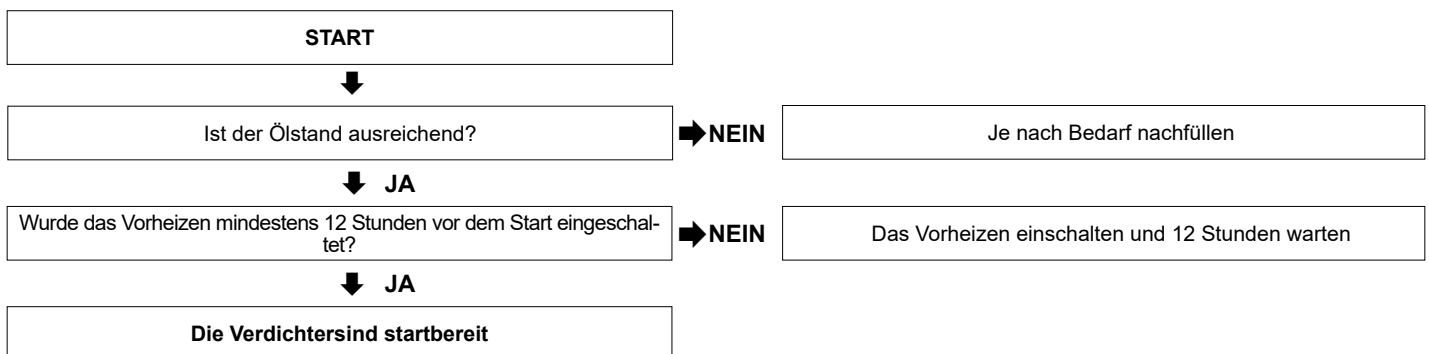 START
Ist der Ölstand ausreichend?
NEIN
Je nach Bedarf nachfüllen
JA
Wurde das Vorheizen mindestens 12 Stunden vor dem Start eingeschal-
tet?
NEIN
Das Vorheizen einschalten und 12 Stunden warten
JA
Die Verdichtersind startbereit